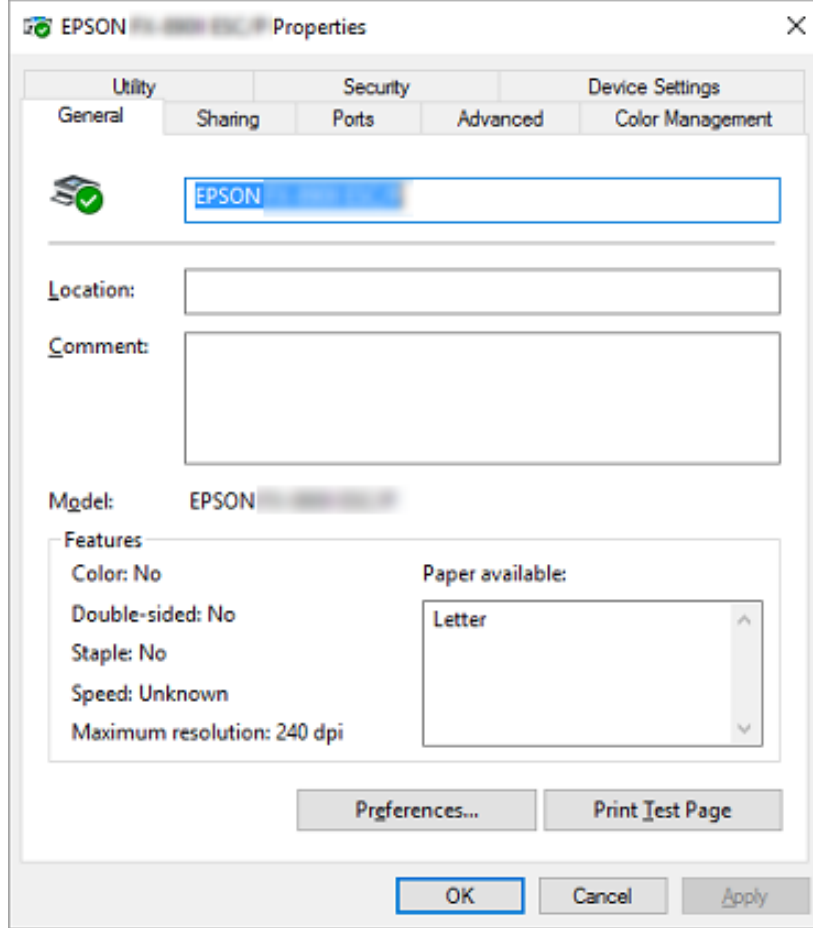 EPSON Properties
Utility Security Device Settings
General Sharing Ports Advanced Color Management
EPSON
Location:
Comment:
Model: EPSON
Features
Color: No
Paper available:
Double-sided: No
Letter
Staple: No
Speed: Unknown
Maximum resolution: 240 dpi
Preferences... Print Test Page
OK Cancel Apply